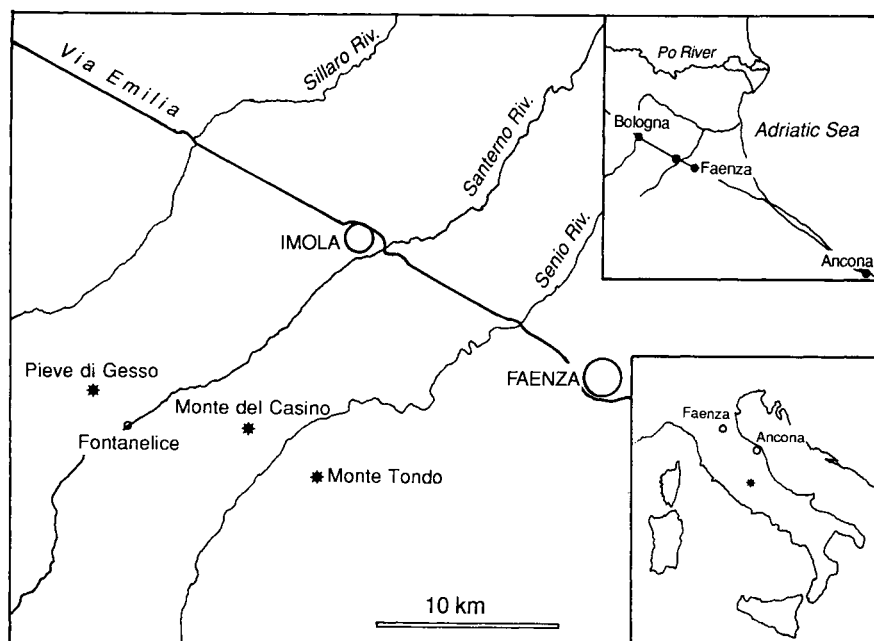 Via Emilia
Sillaro Riv.
Santerno Riv.
Senio Riv.
IMOLA
FAENZA
Pieve di Gesso
Fontanelice
Monte del Casino
Monte Tondo
10 km
Po River
Bologna
Adriatic Sea
Faenza
Ancona
Faenza
Ancona